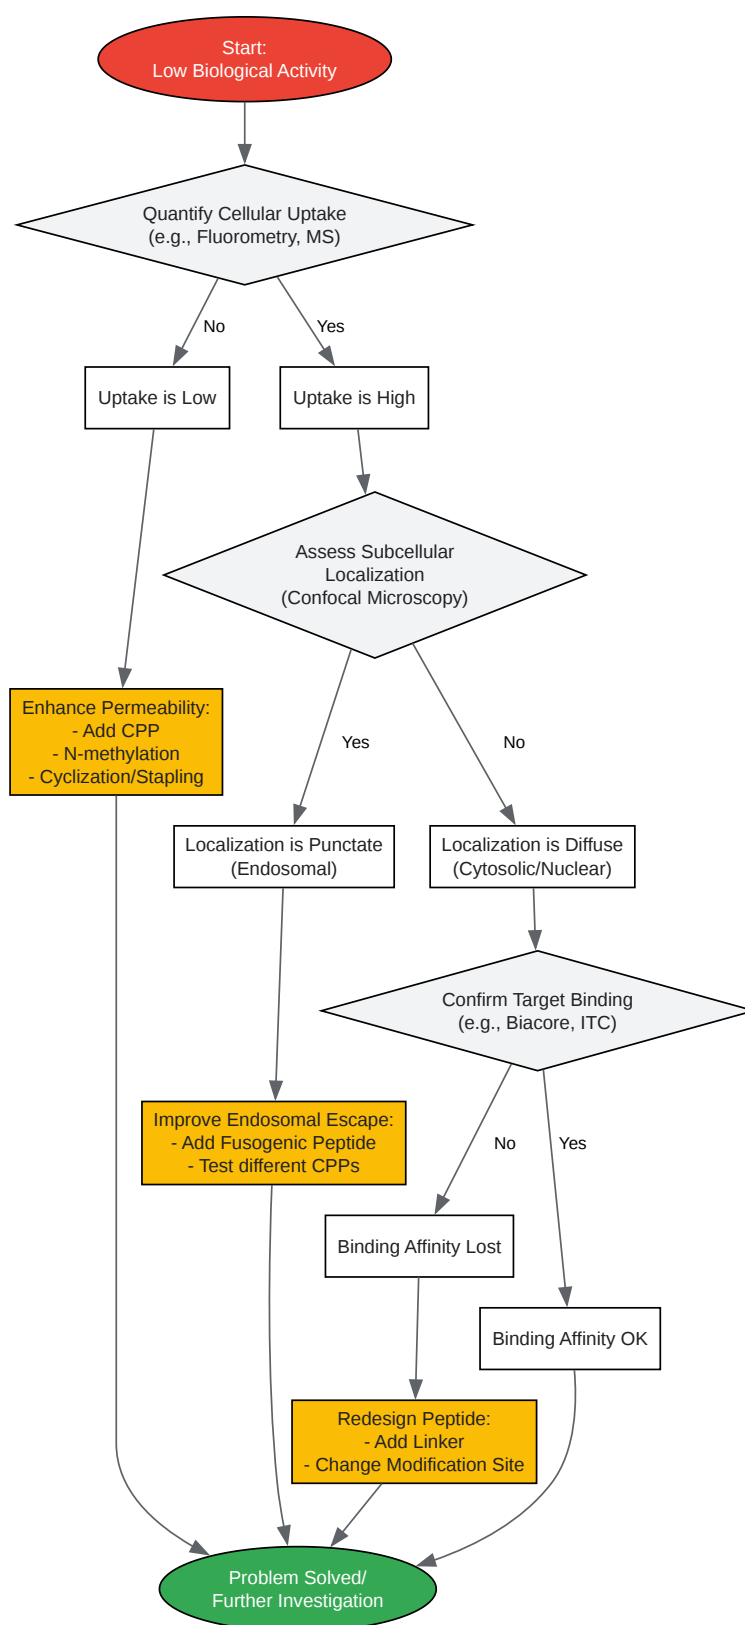 Start:
Low Biological Activity
Quantify Cellular Uptake
(e.g., Fluorometry, MS)
No
Yes
Uptake is Low
Uptake is High
Assess Subcellular
Localization
(Confocal Microscopy)
Enhance Permeability:
- Add CPP
- N-methylation
- Cyclization/Stapling
Yes
No
Localization is Punctate
(Endosomal)
Localization is Diffuse
(Cytosolic/Nuclear)
Confirm Target Binding
(e.g., Biacore, ITC)
Improve Endosomal Escape:
- Add Fusogenic Peptide
- Test different CPPs
No
Yes
Binding Affinity Lost
Binding Affinity OK
Redesign Peptide:
- Add Linker
- Change Modification Site
Problem Solved/
Further Investigation